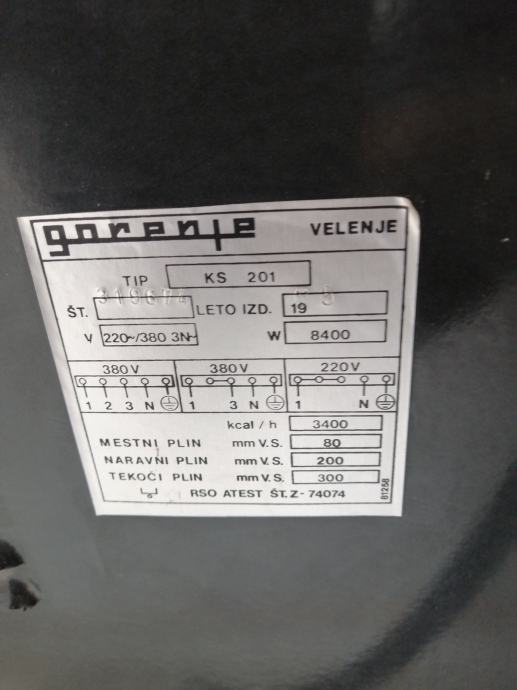 gorenje VELENJE
TIP KS 201
ŠT. LETO IZD. 19
V 220~/380 3N~ W 8400
380V 380V 220V
1 2 3 N 1 3 N 1 N
kcal/h 3400
MESTNI PLIN mm V.S. 80
NARAVNI PLIN mm V.S. 200
TEKOČI PLIN mm V.S. 300
RSO ATEST ŠT. Z-74074
81258